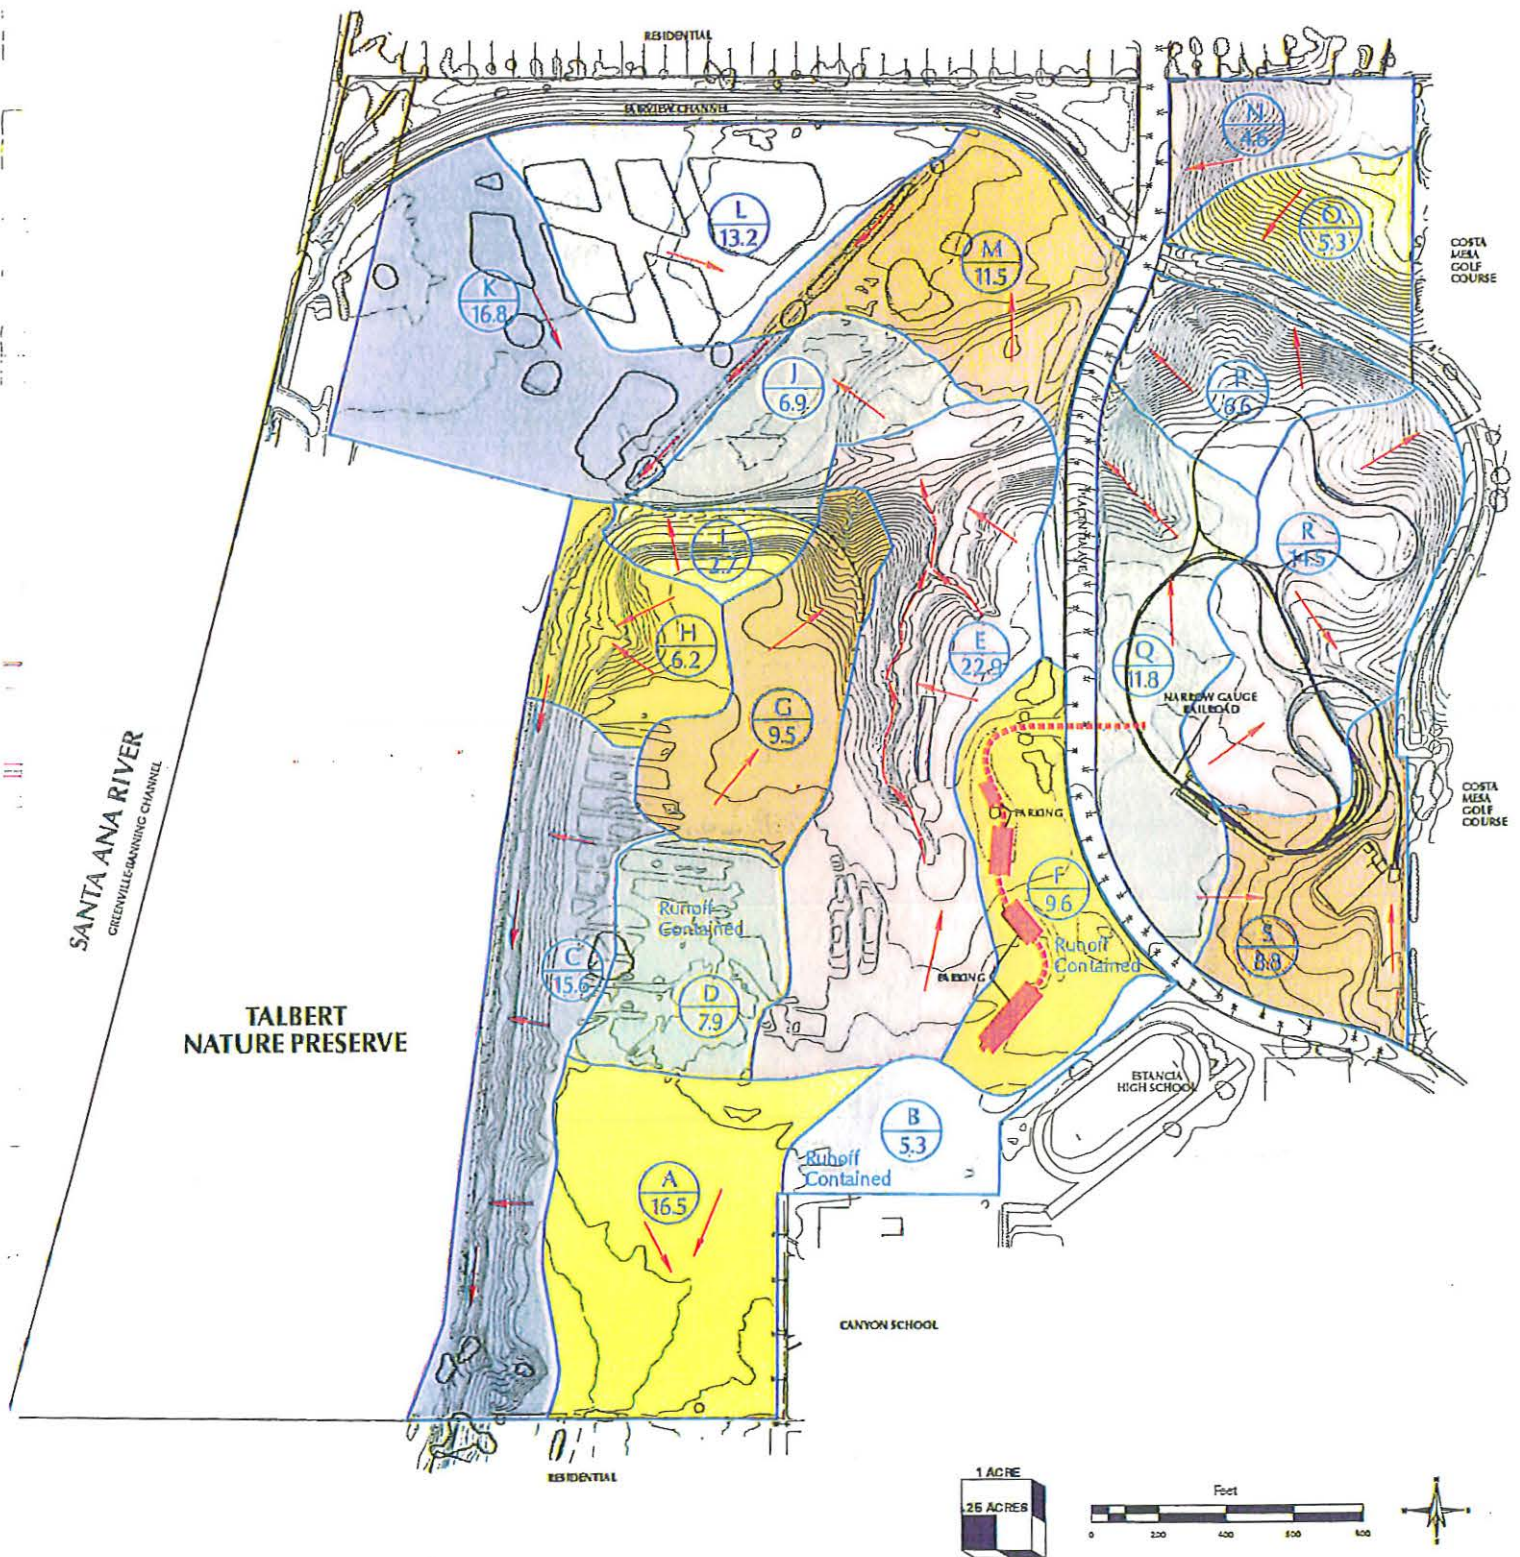 RESIDENTIAL
FAIRVIEW CHANNEL
N
4.6
O
5.3
L
13.2
M
11.5
K
16.8
COSTA
MESA
GOLF
COURSE
J
6.9
P
6.6
I
2.7
R
14.5
H
6.2
E
22.9
Q
11.8
NARROW GAUGE
RAILROAD
G
9.5
SANTA ANA RIVER
GREENVILLE-BANNING CHANNEL
PARKING
COSTA
MESA
GOLF
COURSE
F
9.6
Runoff
Contained
Runoff
Contained
S
8.8
C
15.6
PARKING
D
7.9
TALBERT
NATURE PRESERVE
ESTANCIA
HIGH SCHOOL
B
5.3
Runoff
Contained
A
16.5
CANYON SCHOOL
RESIDENTIAL
1 ACRE
.25 ACRES
Feet
0 200 400 600 800